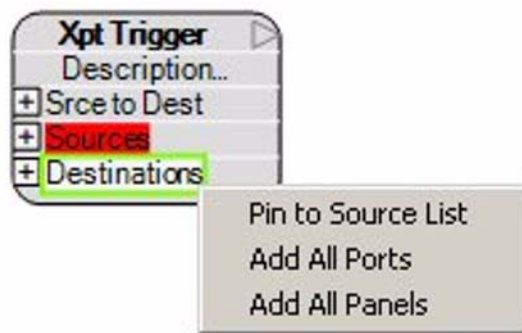 Xpt Trigger
Description...
Srce to Dest
Sources
Destinations
Pin to Source List
Add All Ports
Add All Panels